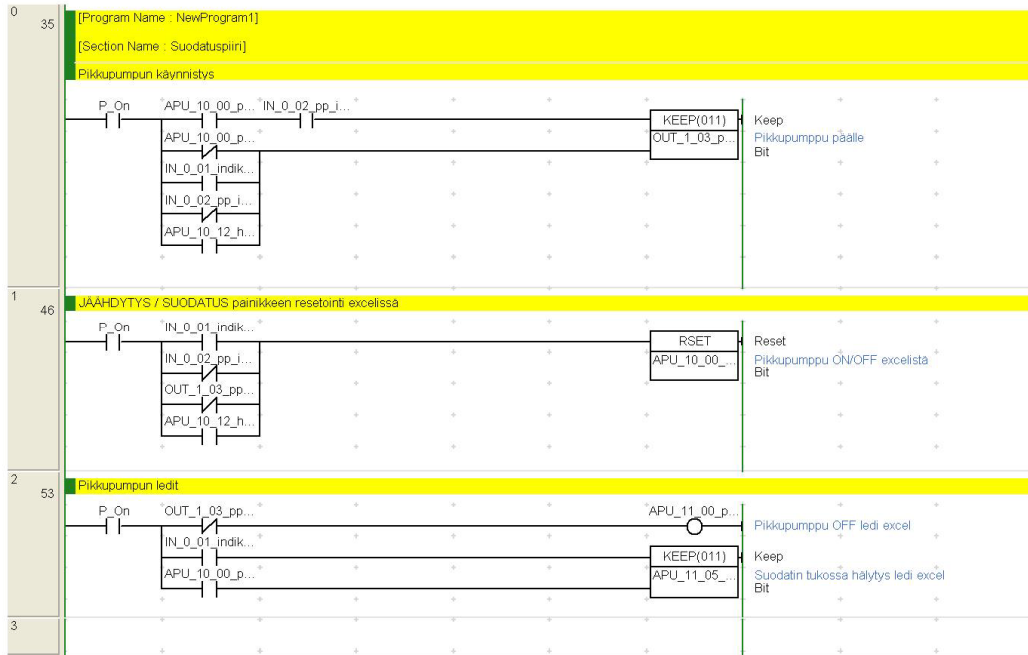 0
35
[Program Name : NewProgram1]
[Section Name : Suodatuspiiri]
Pikkupumpun käynnistys
P_On APU_10_00_p... IN_0_02_pp_i...
KEEP(011) Keep
APU_10_00_p... OUT_1_03_p... Pikkupumppu päälle
Bit
IN_0_01_indik...
IN_0_02_pp_i...
APU_10_12_h...
1
46
JÄÄHDYTYS / SUODATUS painikkeen resetointi excelissä
P_On IN_0_01_indik...
RSET Reset
IN_0_02_pp_i... APU_10_00_... Pikkupumppu ON/OFF excelistä
Bit
OUT_1_03_pp...
APU_10_12_h...
2
53
Pikkupumpun ledit
P_On OUT_1_03_pp... APU_11_00_p...
Pikkupumppu OFF ledi excel
IN_0_01_indik...
KEEP(011) Keep
APU_10_00_p... APU_11_05_... Suodatin tukossa hälytys ledi excel
Bit
3